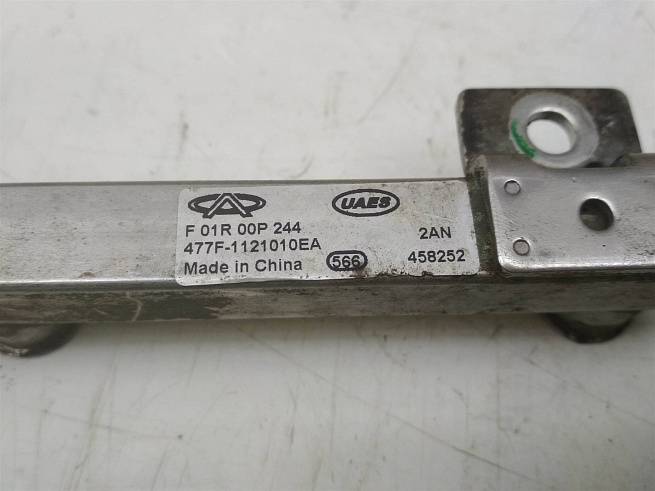 UAES
F 01R 00P 244
2AN
477F-1121010EA
Made in China
566
458252